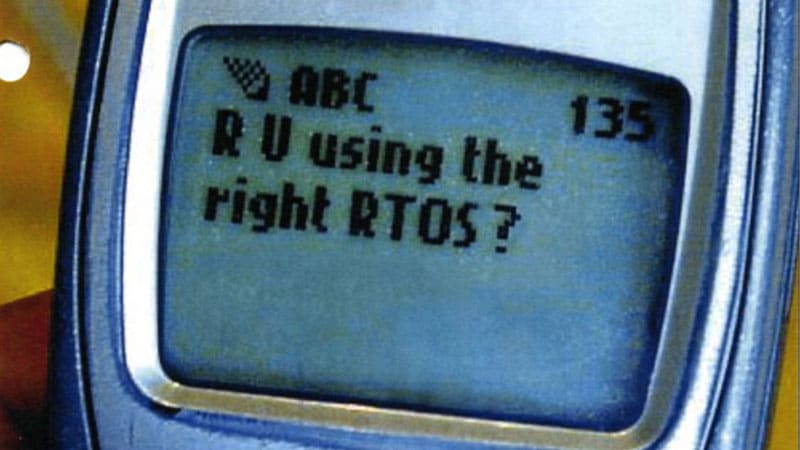 ABC 135
R U using the
right RTOS?